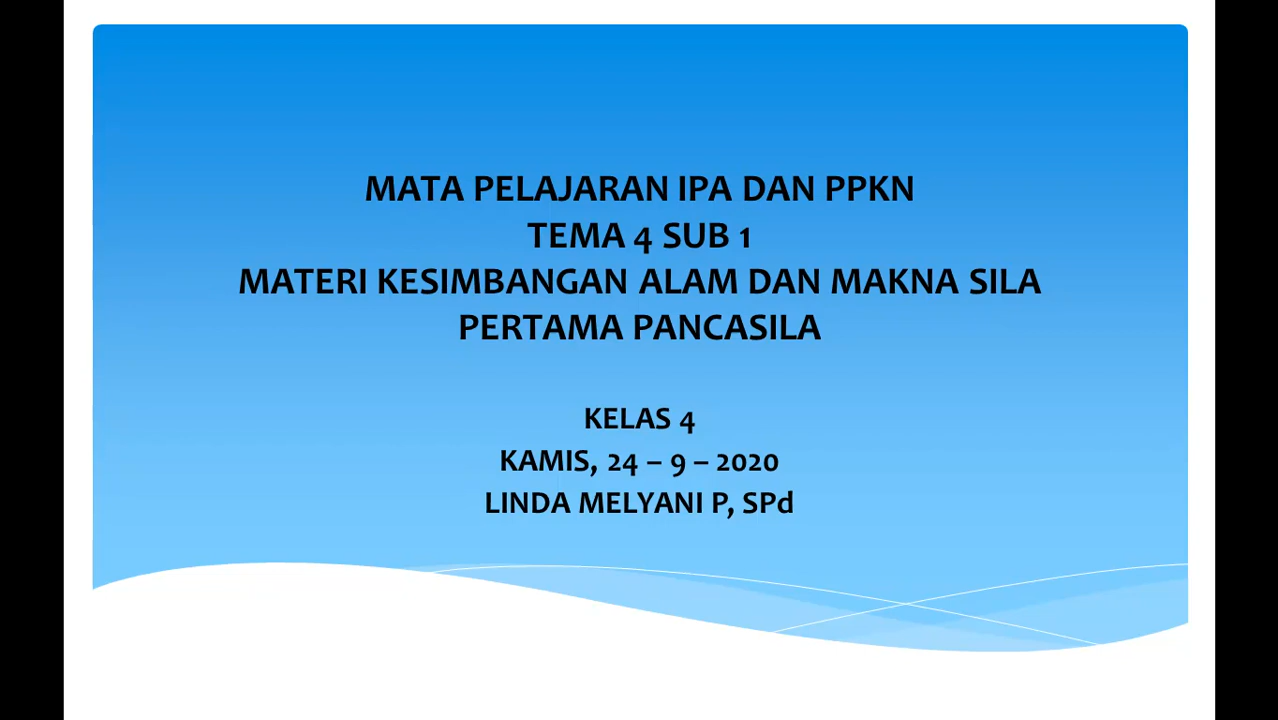 MATA PELAJARAN IPA DAN PPKN
TEMA 4 SUB 1
MATERI KESIMBANGAN ALAM DAN MAKNA SILA
PERTAMA PANCASILA
KELAS 4
KAMIS, 24 – 9 – 2020
LINDA MELYANI P, SPd